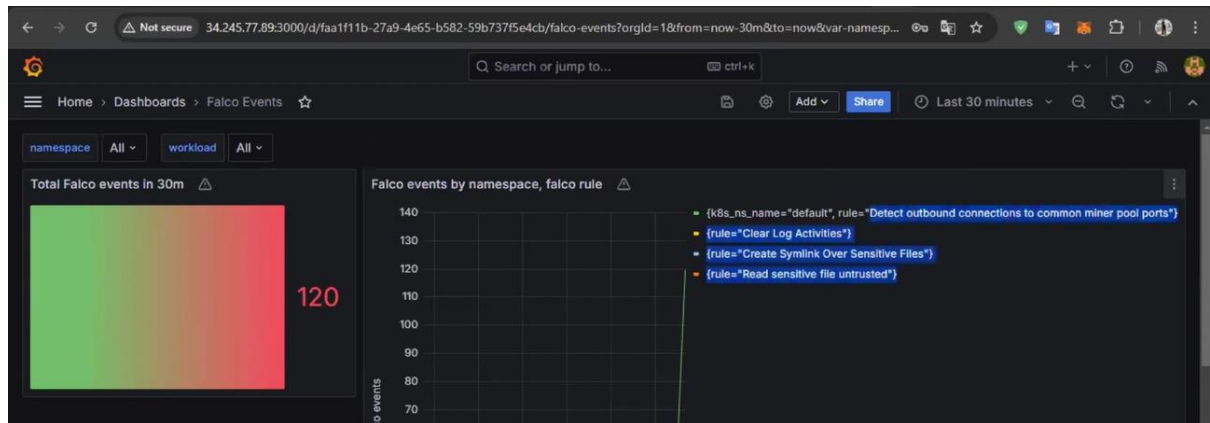 Not secure 34.245.77.89:3000/d/faa1f11b-27a9-4e65-b582-59b737f5e4cb/falco-events?orgId=1&from=now-30m&to=now&var-namesp...
Search or jump to... ctrl+k
Home > Dashboards > Falco Events Add Share Last 30 minutes
namespace All workload All
Total Falco events in 30m
120
Falco events by namespace, falco rule
{k8s_ns_name="default", rule="Detect outbound connections to common miner pool ports"}
{rule="Clear Log Activities"}
{rule="Create Symlink Over Sensitive Files"}
{rule="Read sensitive file untrusted"}
140
130
120
110
100
90
80
70
events